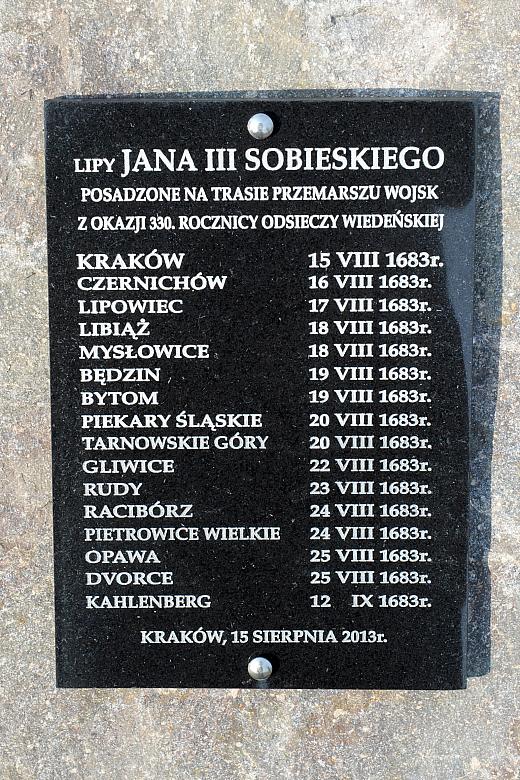 LIPY JANA III SOBIESKIEGO
POSADZONE NA TRASIE PRZEMARSZU WOJSK
Z OKAZJI 330. ROCZNICY ODSIECZY WIEDEŃSKIEJ
KRAKÓW 15 VIII 1683r.
CZERNICHÓW 16 VIII 1683r.
LIPOWIEC 17 VIII 1683r.
LIBIĄŻ 18 VIII 1683r.
MYSŁOWICE 18 VIII 1683r.
BĘDZIN 19 VIII 1683r.
BYTOM 19 VIII 1683r.
PIEKARY ŚLĄSKIE 20 VIII 1683r.
TARNOWSKIE GÓRY 20 VIII 1683r.
GLIWICE 22 VIII 1683r.
RUDY 23 VIII 1683r.
RACIBÓRZ 24 VIII 1683r.
PIETROWICE WIELKIE 24 VIII 1683r.
OPAWA 25 VIII 1683r.
DVORCE 25 VIII 1683r.
KAHLENBERG 12 IX 1683r.
KRAKÓW, 15 SIERPNIA 2013r.